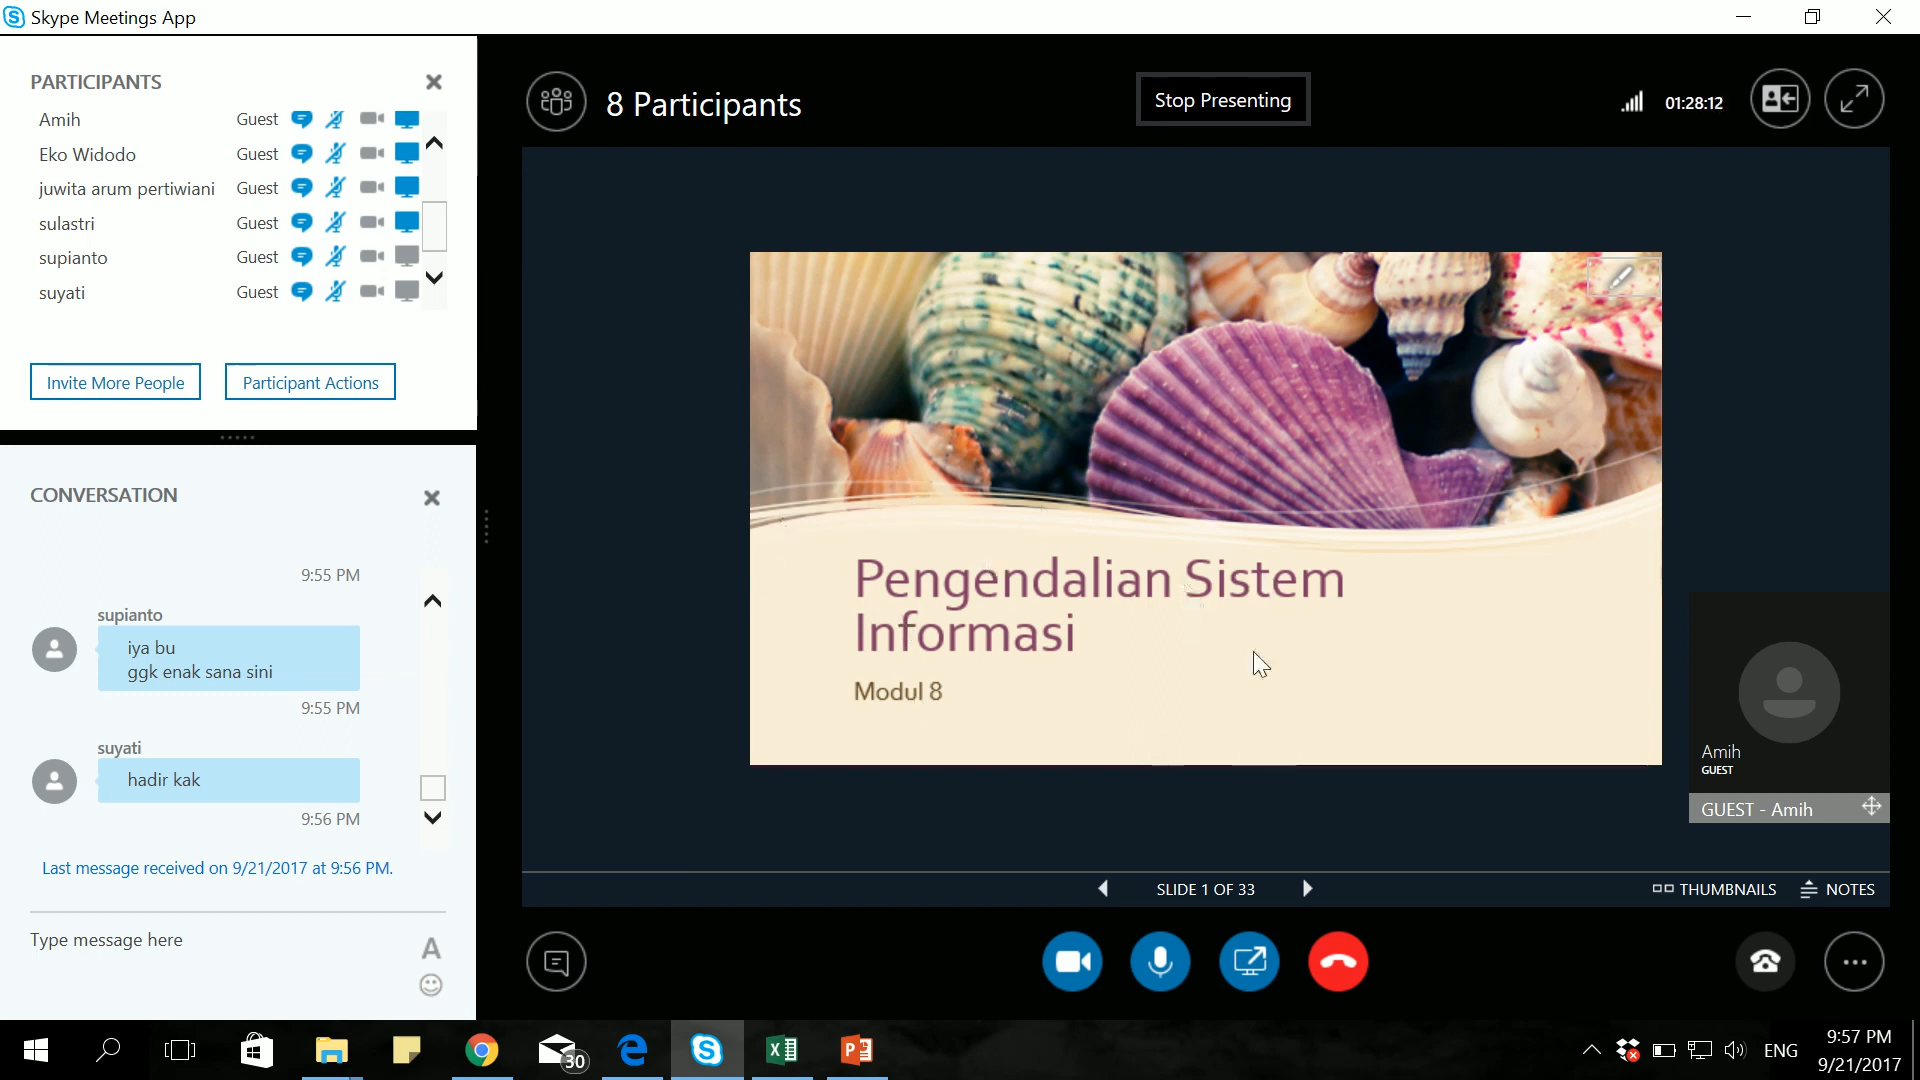 Skype Meetings App
PARTICIPANTS
Amih Guest
Eko Widodo Guest
juwita arum pertiwiani Guest
sulastri Guest
supianto Guest
suyati Guest
Invite More People Participant Actions
CONVERSATION
9:55 PM
supianto
iya bu
ggk enak sana sini
9:55 PM
suyati
hadir kak
9:56 PM
Last message received on 9/21/2017 at 9:56 PM.
Type message here
A
8 Participants
Stop Presenting
01:28:12
Pengendalian Sistem
Informasi
Modul 8
Amih
GUEST
GUEST - Amih
SLIDE 1 OF 33
THUMBNAILS NOTES
30
ENG
9:57 PM
9/21/2017